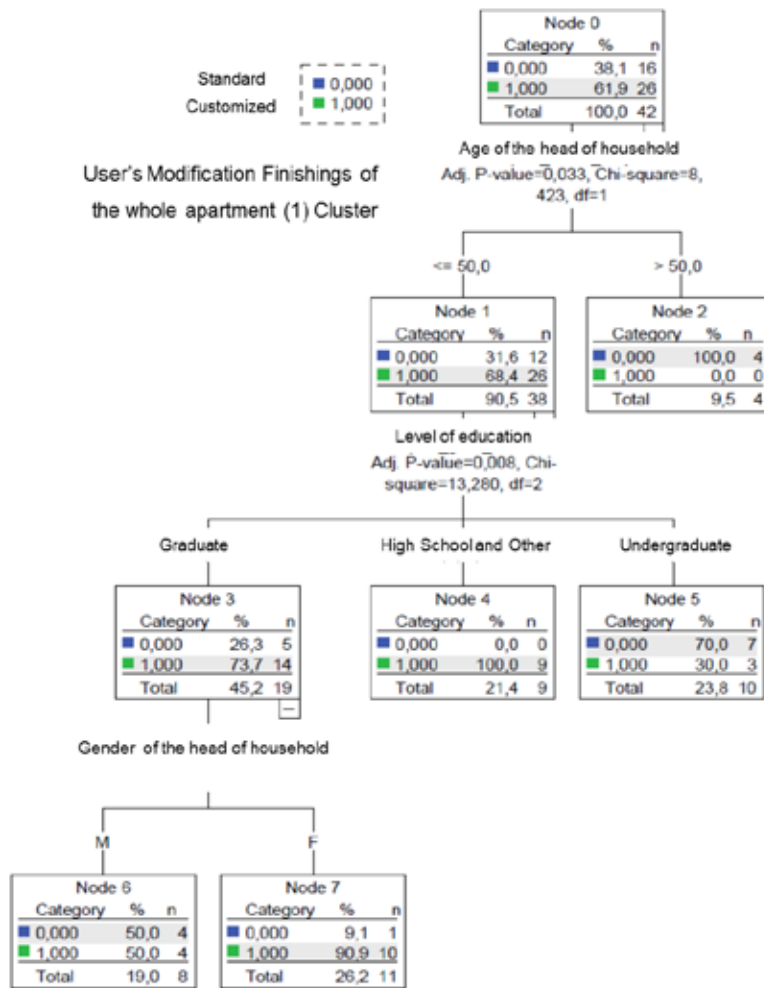 Node 0
Category % n
0,000 38,1 16
1,000 61,9 26
Total 100,0 42
Standard 0,000
Customized 1,000
User's Modification Finishings of
the whole apartment (1) Cluster
Age of the head of household
Adj. P-value=0,033, Chi-square=8,
423, df=1
<= 50,0 > 50,0
Node 1
Category % n
0,000 31,6 12
1,000 68,4 26
Total 90,5 38
Node 2
Category % n
0,000 100,0 4
1,000 0,0 0
Total 9,5 4
Level of education
Adj. P-value=0,008, Chi-
square=13,280, df=2
Graduate High School and Other Undergraduate
Node 3
Category % n
0,000 26,3 5
1,000 73,7 14
Total 45,2 19
Node 4
Category % n
0,000 0,0 0
1,000 100,0 9
Total 21,4 9
Node 5
Category % n
0,000 70,0 7
1,000 30,0 3
Total 23,8 10
Gender of the head of household
M F
Node 6
Category % n
0,000 50,0 4
1,000 50,0 4
Total 19,0 8
Node 7
Category % n
0,000 9,1 1
1,000 90,9 10
Total 26,2 11